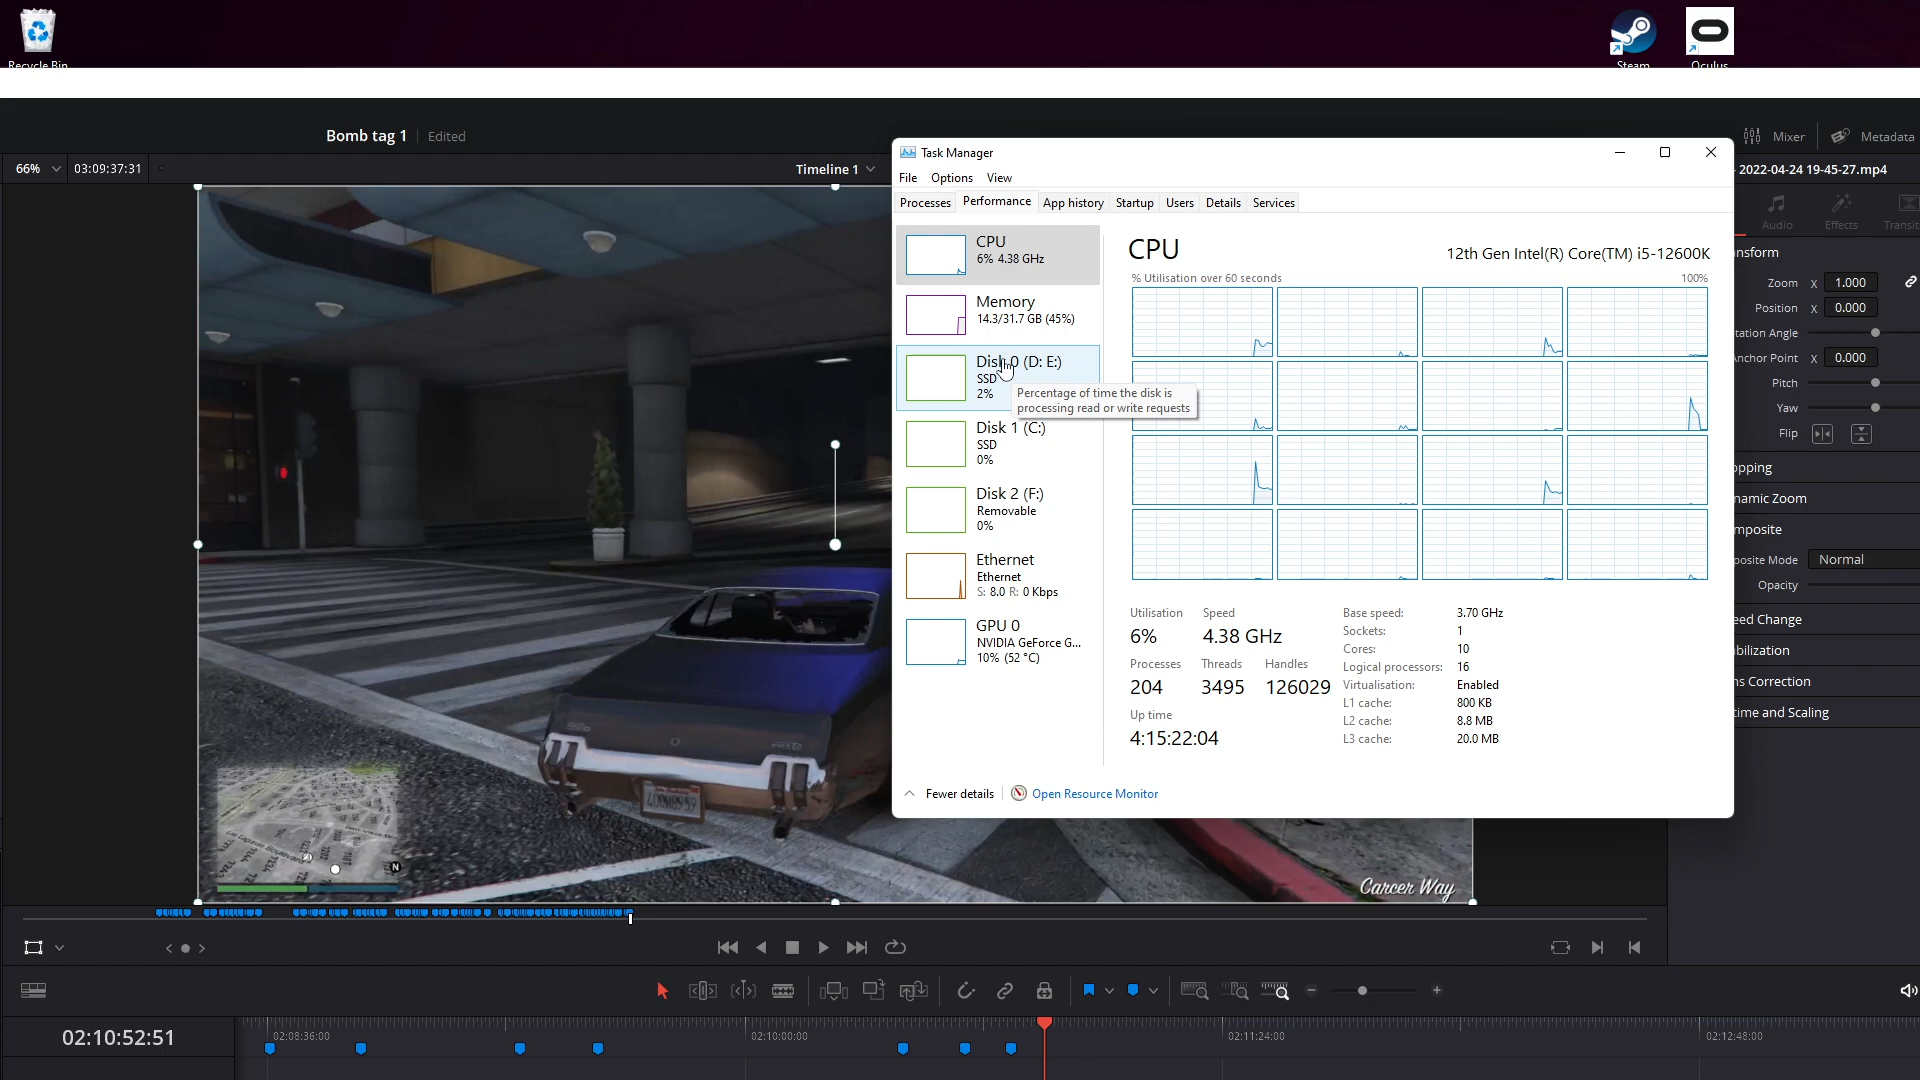 Recycle Bin
Steam
Oculus
Bomb tag 1 Edited
Mixer
Metadata
66% 03:09:37:31
Timeline 1
2022-04-24 19-45-27.mp4
Audio Effects Transit
Task Manager
File Options View
Processes Performance App history Startup Users Details Services
CPU
6% 4.38 GHz
Memory
14.3/31.7 GB (45%)
Disk 0 (D: E:)
SSD
2%
Percentage of time the disk is
processing read or write requests
Disk 1 (C:)
SSD
0%
Disk 2 (F:)
Removable
0%
Ethernet
Ethernet
S: 8.0 R: 0 Kbps
GPU 0
NVIDIA GeForce G...
10% (52 °C)
CPU
12th Gen Intel(R) Core(TM) i5-12600K
% Utilisation over 60 seconds
100%
Utilisation Speed
6% 4.38 GHz
Processes Threads Handles
204 3495 126029
Up time
4:15:22:04
Base speed: 3.70 GHz
Sockets: 1
Cores: 10
Logical processors: 16
Virtualisation: Enabled
L1 cache: 800 KB
L2 cache: 8.8 MB
L3 cache: 20.0 MB
Fewer details Open Resource Monitor
nsform
Zoom X 1.000
Position X 0.000
tation Angle
nchor Point X 0.000
Pitch
Yaw
Flip
opping
namic Zoom
mposite
posite Mode Normal
Opacity
eed Change
bilization
ns Correction
time and Scaling
N
Carcer Way
02:10:52:51
02:08:36:00
02:10:00:00
02:11:24:00
02:12:48:00